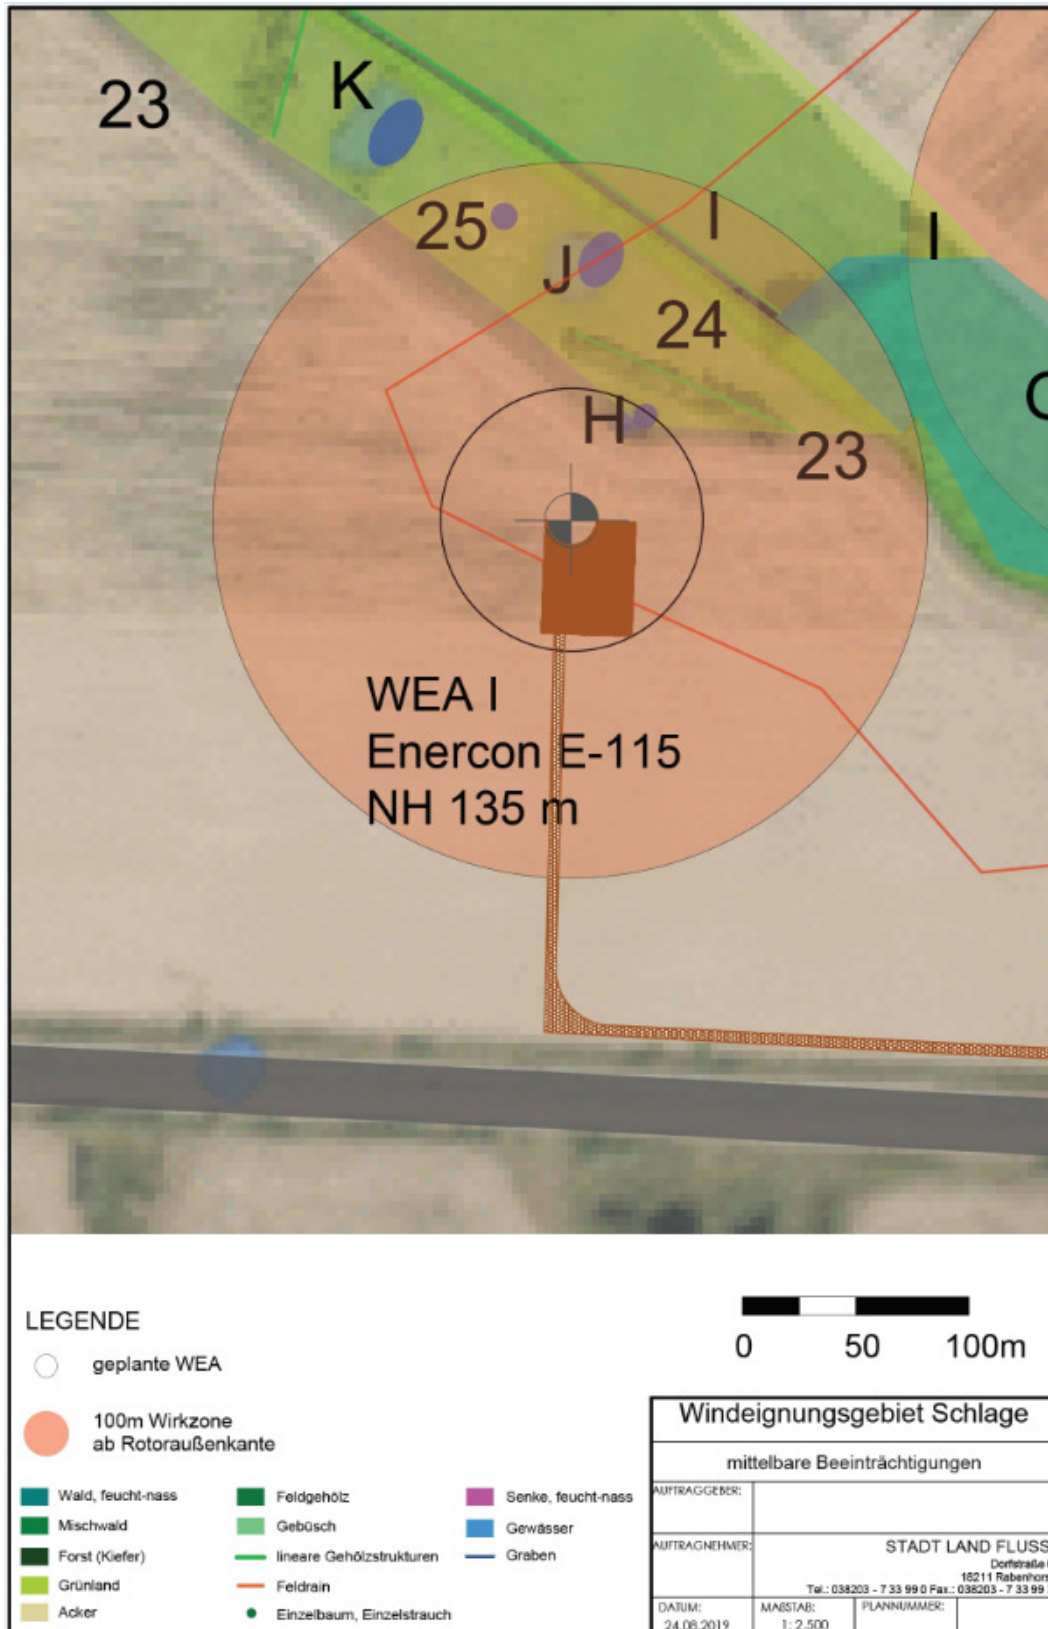 23
K
25
I
I
J
24
H
23
WEA I
Enercon E-115
NH 135 m
LEGENDE
geplante WEA
100m Wirkzone
ab Rotoraußenkante
Wald, feucht-nass
Mischwald
Forst (Kiefer)
Grünland
Acker
Feldgehölz
Gebüsch
lineare Gehölzstrukturen
Feldrain
Einzelbaum, Einzelstrauch
Senke, feucht-nass
Gewässer
Graben
0 50 100m
Windeignungsgebiet Schlage
mittelbare Beeinträchtigungen
AUFTRAGGEBER:
AUFTRAGNEHMER: STADT LAND FLUSS
Dorfstraße
18211 Rabenhors
Tel.: 038203 - 7 33 99 0 Fax.: 038203 - 7 33 99
DATUM: MAßSTAB: PLANNUMMER:
24.08.2019 1: 2.500